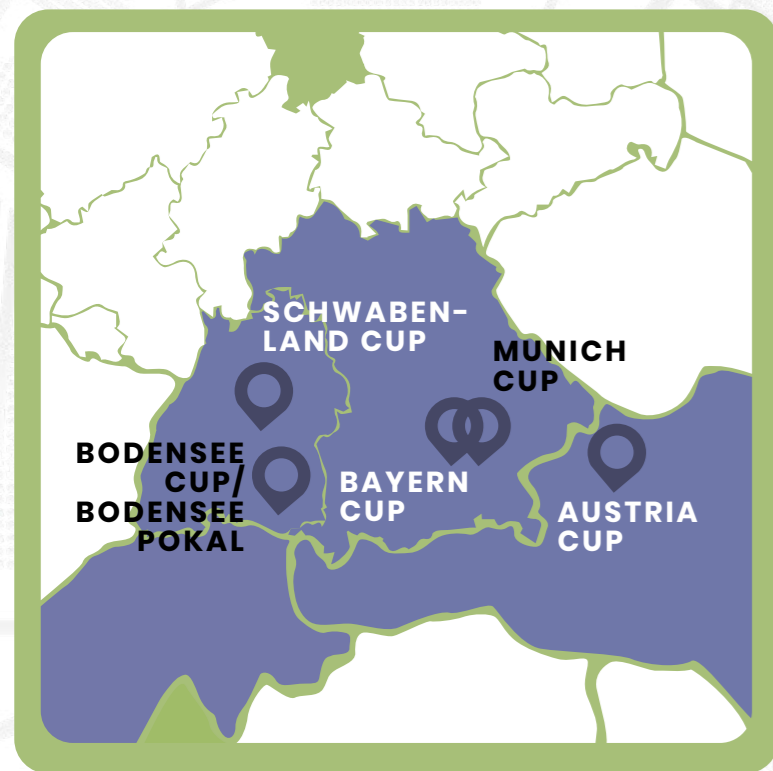 SCHWABEN-
LAND CUP
MUNICH
CUP
BODENSEE
CUP/
BODENSEE
POKAL
BAYERN
CUP
AUSTRIA
CUP